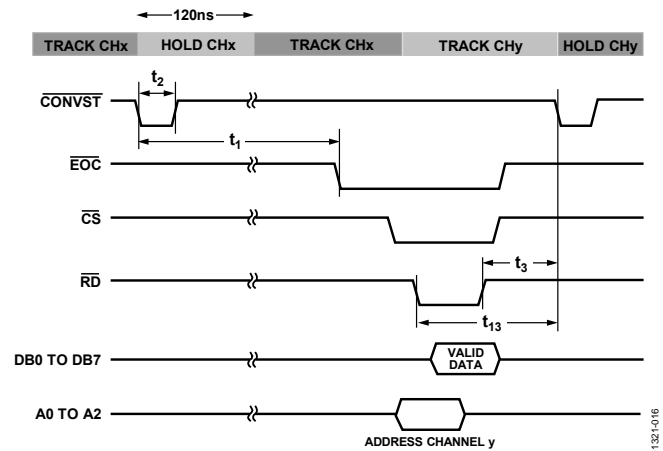 120ns
TRACK CHx HOLD CHx TRACK CHx TRACK CHy HOLD CHy
t2
CONVST
t1
EOC
CS
t3
RD
t13
DB0 TO DB7
VALID
DATA
A0 TO A2
ADDRESS CHANNEL y
1321-016